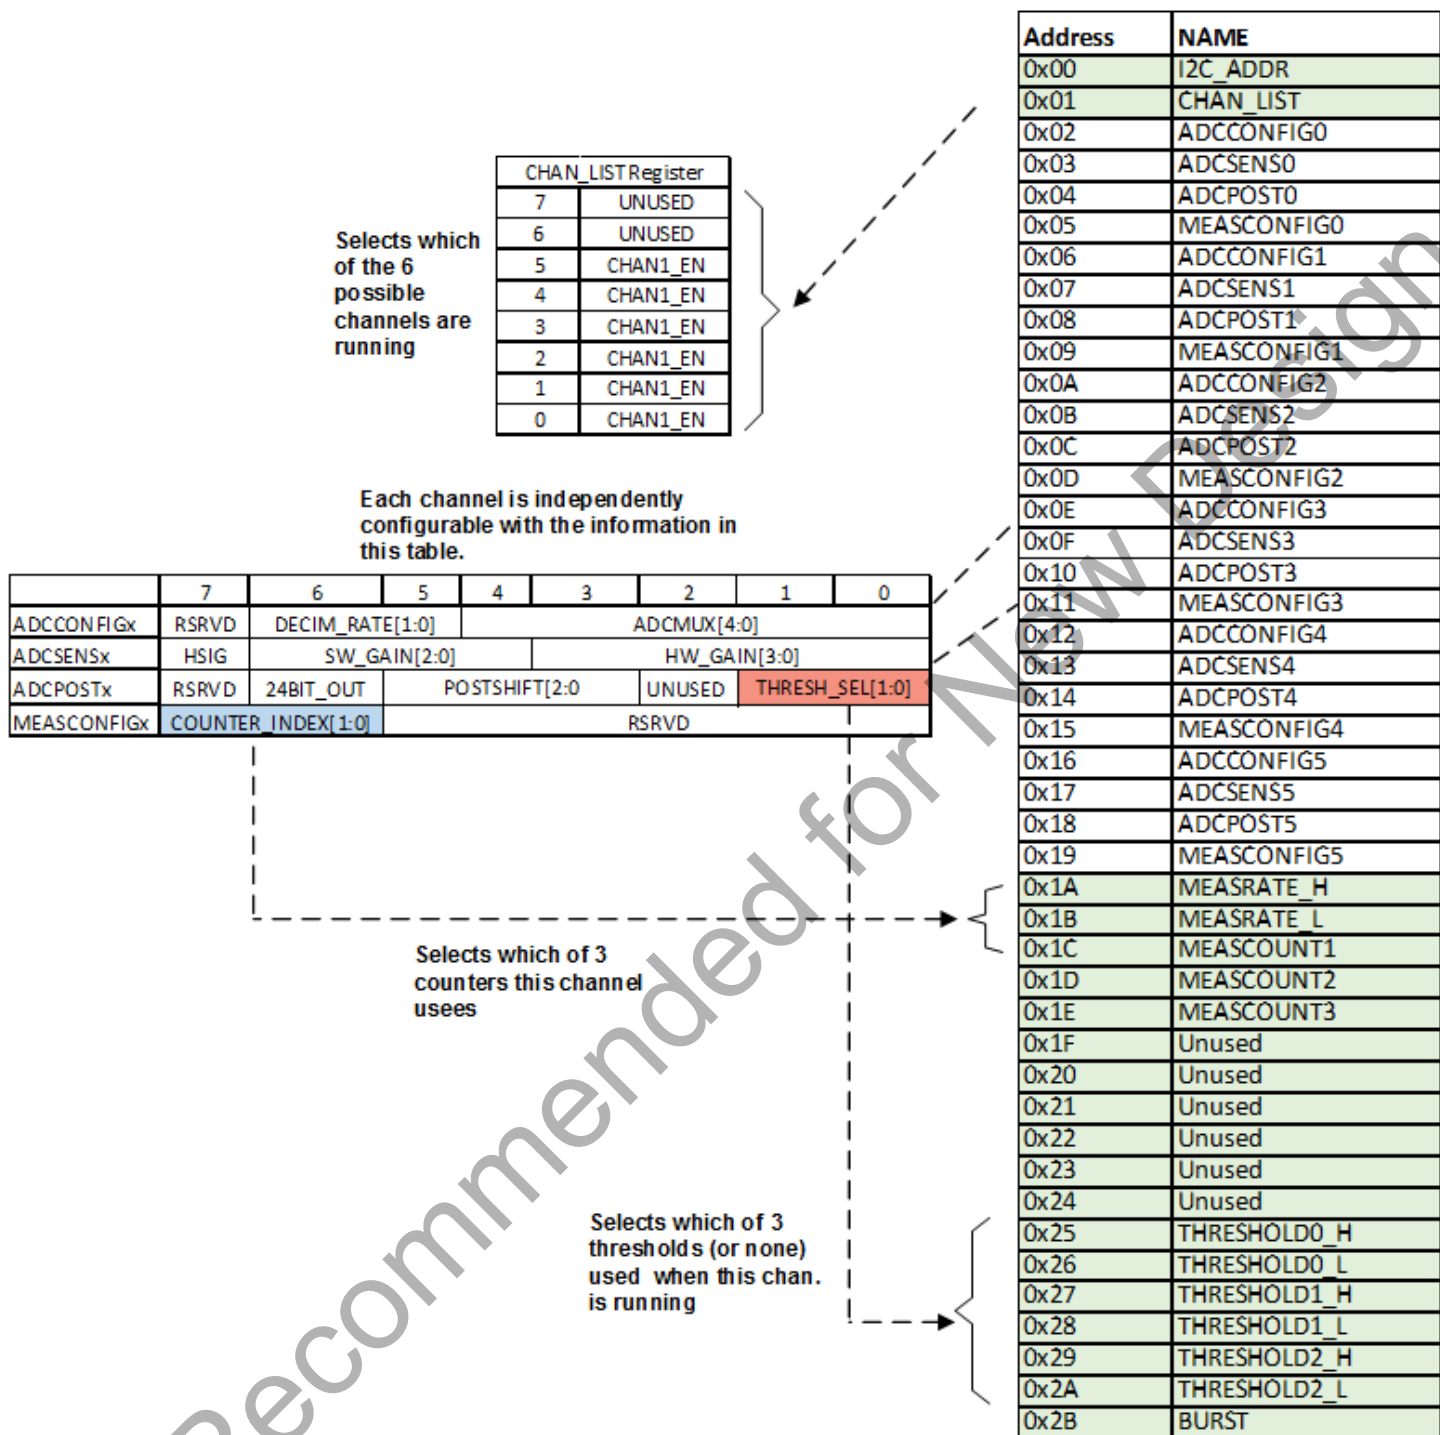 CHAN_LIST Register
7 UNUSED
6 UNUSED
5 CHAN1_EN
4 CHAN1_EN
3 CHAN1_EN
2 CHAN1_EN
1 CHAN1_EN
0 CHAN1_EN
Selects which
of the 6
possible
channels are
running
Each channel is independently
configurable with the information in
this table.
7 6 5 4 3 2 1 0
ADCCONFIGx RSRVD DECIM_RATE[1:0] ADCMUX[4:0]
ADCSENSx HSIG SW_GAIN[2:0] HW_GAIN[3:0]
ADCPOSTx RSRVD 24BIT_OUT POSTSHIFT[2:0 UNUSED THRESH_SEL[1:0]
MEASCONFIGx COUNTER_INDEX[1:0] RSRVD
Selects which of 3
counters this channel
usees
Selects which of 3
thresholds (or none)
used when this chan.
is running
Address NAME
0x00 I2C_ADDR
0x01 CHAN_LIST
0x02 ADCCONFIG0
0x03 ADCSENS0
0x04 ADCPOST0
0x05 MEASCONFIG0
0x06 ADCCONFIG1
0x07 ADCSENS1
0x08 ADCPOST1
0x09 MEASCONFIG1
0x0A ADCCONFIG2
0x0B ADCSENS2
0x0C ADCPOST2
0x0D MEASCONFIG2
0x0E ADCCONFIG3
0x0F ADCSENS3
0x10 ADCPOST3
0x11 MEASCONFIG3
0x12 ADCCONFIG4
0x13 ADCSENS4
0x14 ADCPOST4
0x15 MEASCONFIG4
0x16 ADCCONFIG5
0x17 ADCSENS5
0x18 ADCPOST5
0x19 MEASCONFIG5
0x1A MEASRATE_H
0x1B MEASRATE_L
0x1C MEASCOUNT1
0x1D MEASCOUNT2
0x1E MEASCOUNT3
0x1F Unused
0x20 Unused
0x21 Unused
0x22 Unused
0x23 Unused
0x24 Unused
0x25 THRESHOLD0_H
0x26 THRESHOLD0_L
0x27 THRESHOLD1_H
0x28 THRESHOLD1_L
0x29 THRESHOLD2_H
0x2A THRESHOLD2_L
0x2B BURST
Recommended for New Design